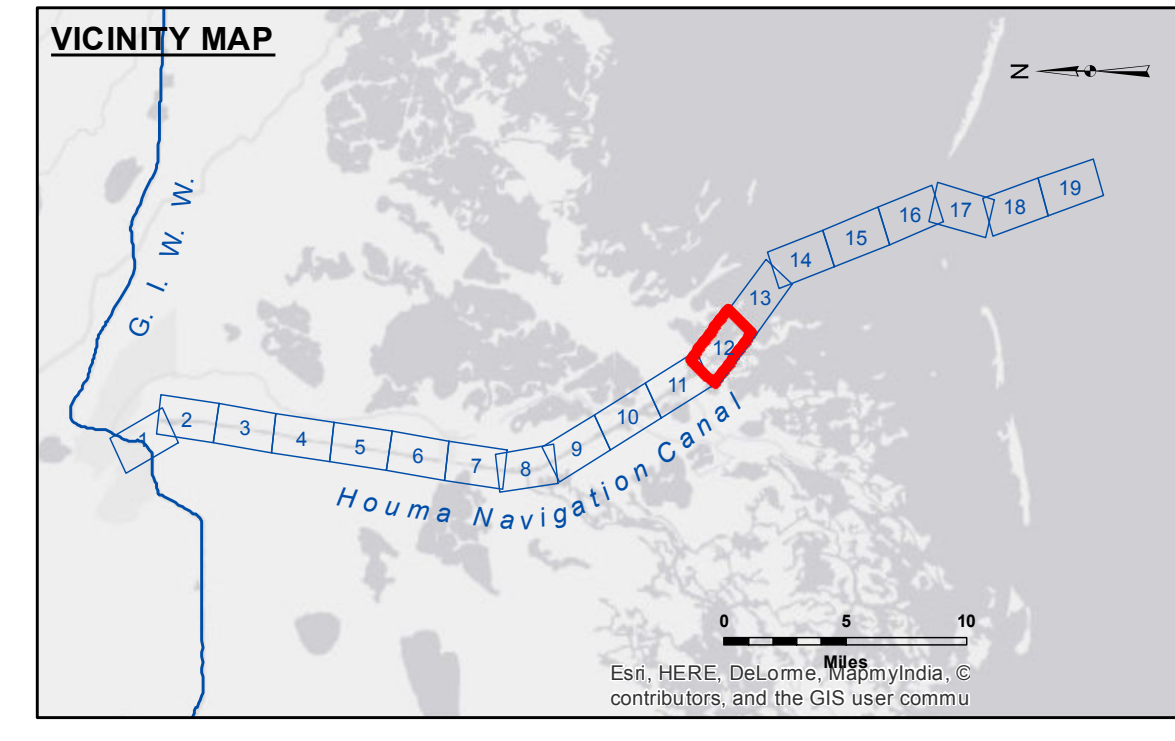 VICINITY MAP
N
G. I. W. W.
1
2
3
4
5
6
7
8
9
10
11
12
13
14
15
16
17
18
19
Houma Navigation Canal
0 5 10
Miles
Esri, HERE, DeLorme, MapmyIndia, ©
contributors, and the GIS user commu